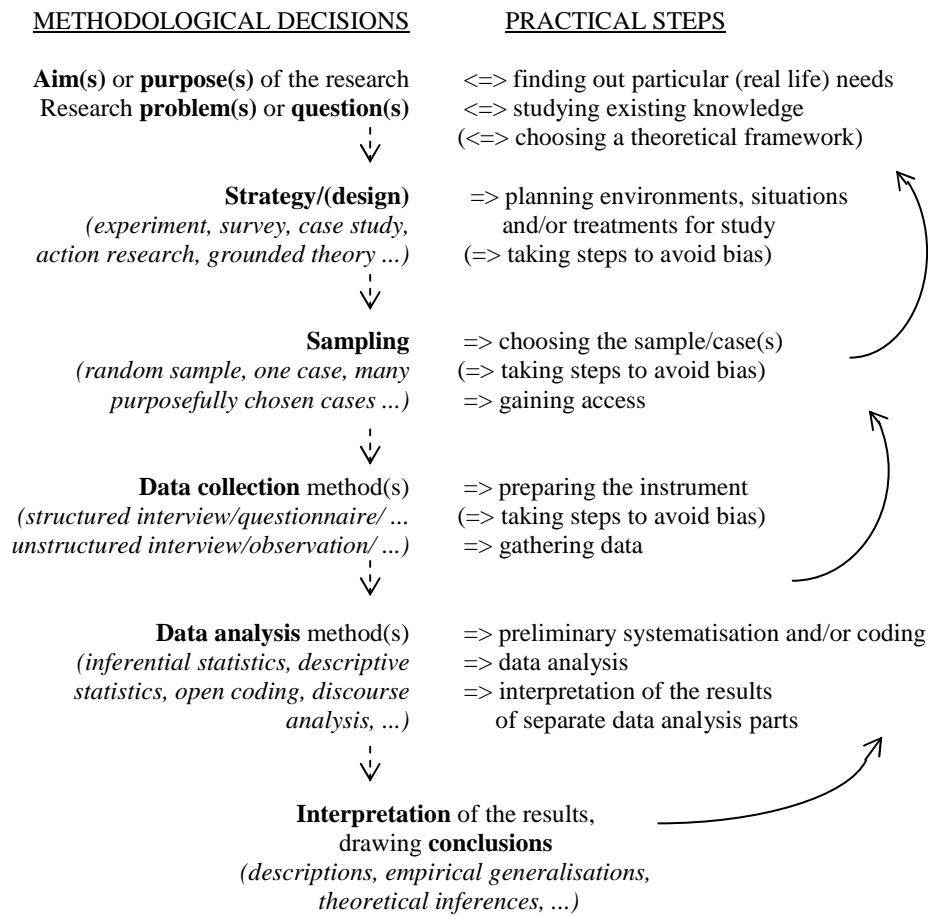 METHODOLOGICAL DECISIONS PRACTICAL STEPS
Aim(s) or purpose(s) of the research <=> finding out particular (real life) needs
Research problem(s) or question(s) <=> studying existing knowledge
(<=> choosing a theoretical framework)
Strategy/(design) => planning environments, situations
(experiment, survey, case study, and/or treatments for study
action research, grounded theory ...) (=> taking steps to avoid bias)
Sampling => choosing the sample/case(s)
(random sample, one case, many (=> taking steps to avoid bias)
purposefully chosen cases ...) => gaining access
Data collection method(s) => preparing the instrument
(structured interview/questionnaire/ ... (=> taking steps to avoid bias)
unstructured interview/observation/ ...) => gathering data
Data analysis method(s) => preliminary systematisation and/or coding
(inferential statistics, descriptive => data analysis
statistics, open coding, discourse => interpretation of the results
analysis, ...) of separate data analysis parts
Interpretation of the results,
drawing conclusions
(descriptions, empirical generalisations,
theoretical inferences, ...)